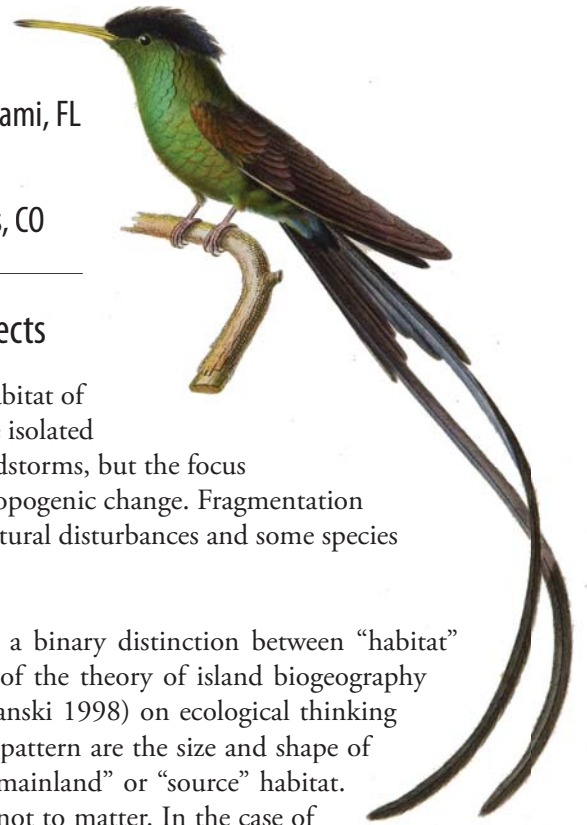 ami, FL
s, CO
ects
abitat of
e isolated
dstorms, but the focus
opogenic change. Fragmentation
tural disturbances and some species
a binary distinction between “habitat”
of the theory of island biogeography
anski 1998) on ecological thinking
pattern are the size and shape of
mainland” or “source” habitat.
not to matter. In the case of